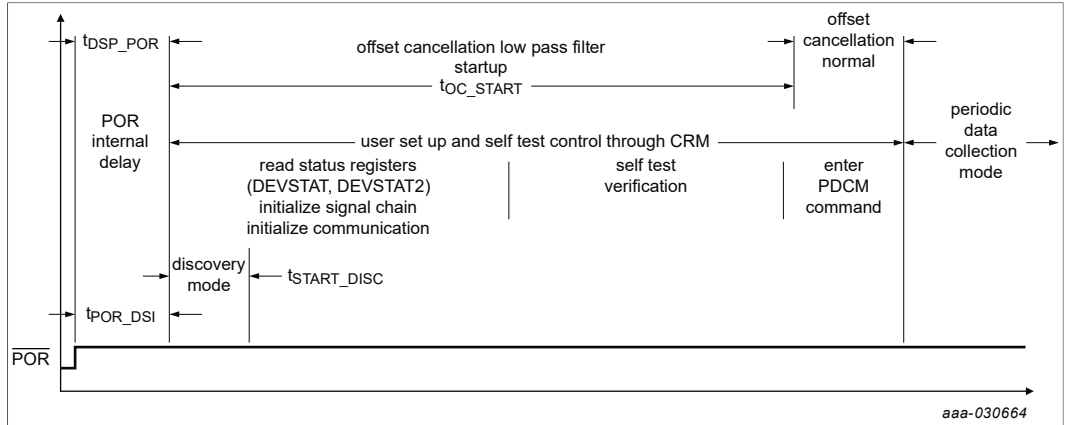 tDSP_POR
offset cancellation low pass filter
startup
tOC_START
offset
cancellation
normal
POR
internal
delay
user set up and self test control through CRM
periodic
data
collection
mode
read status registers
(DEVSTAT, DEVSTAT2)
initialize signal chain
initialize communication
self test
verification
enter
PDCM
command
discovery
mode
tSTART_DISC
tPOR_DSI
POR
aaa-030664